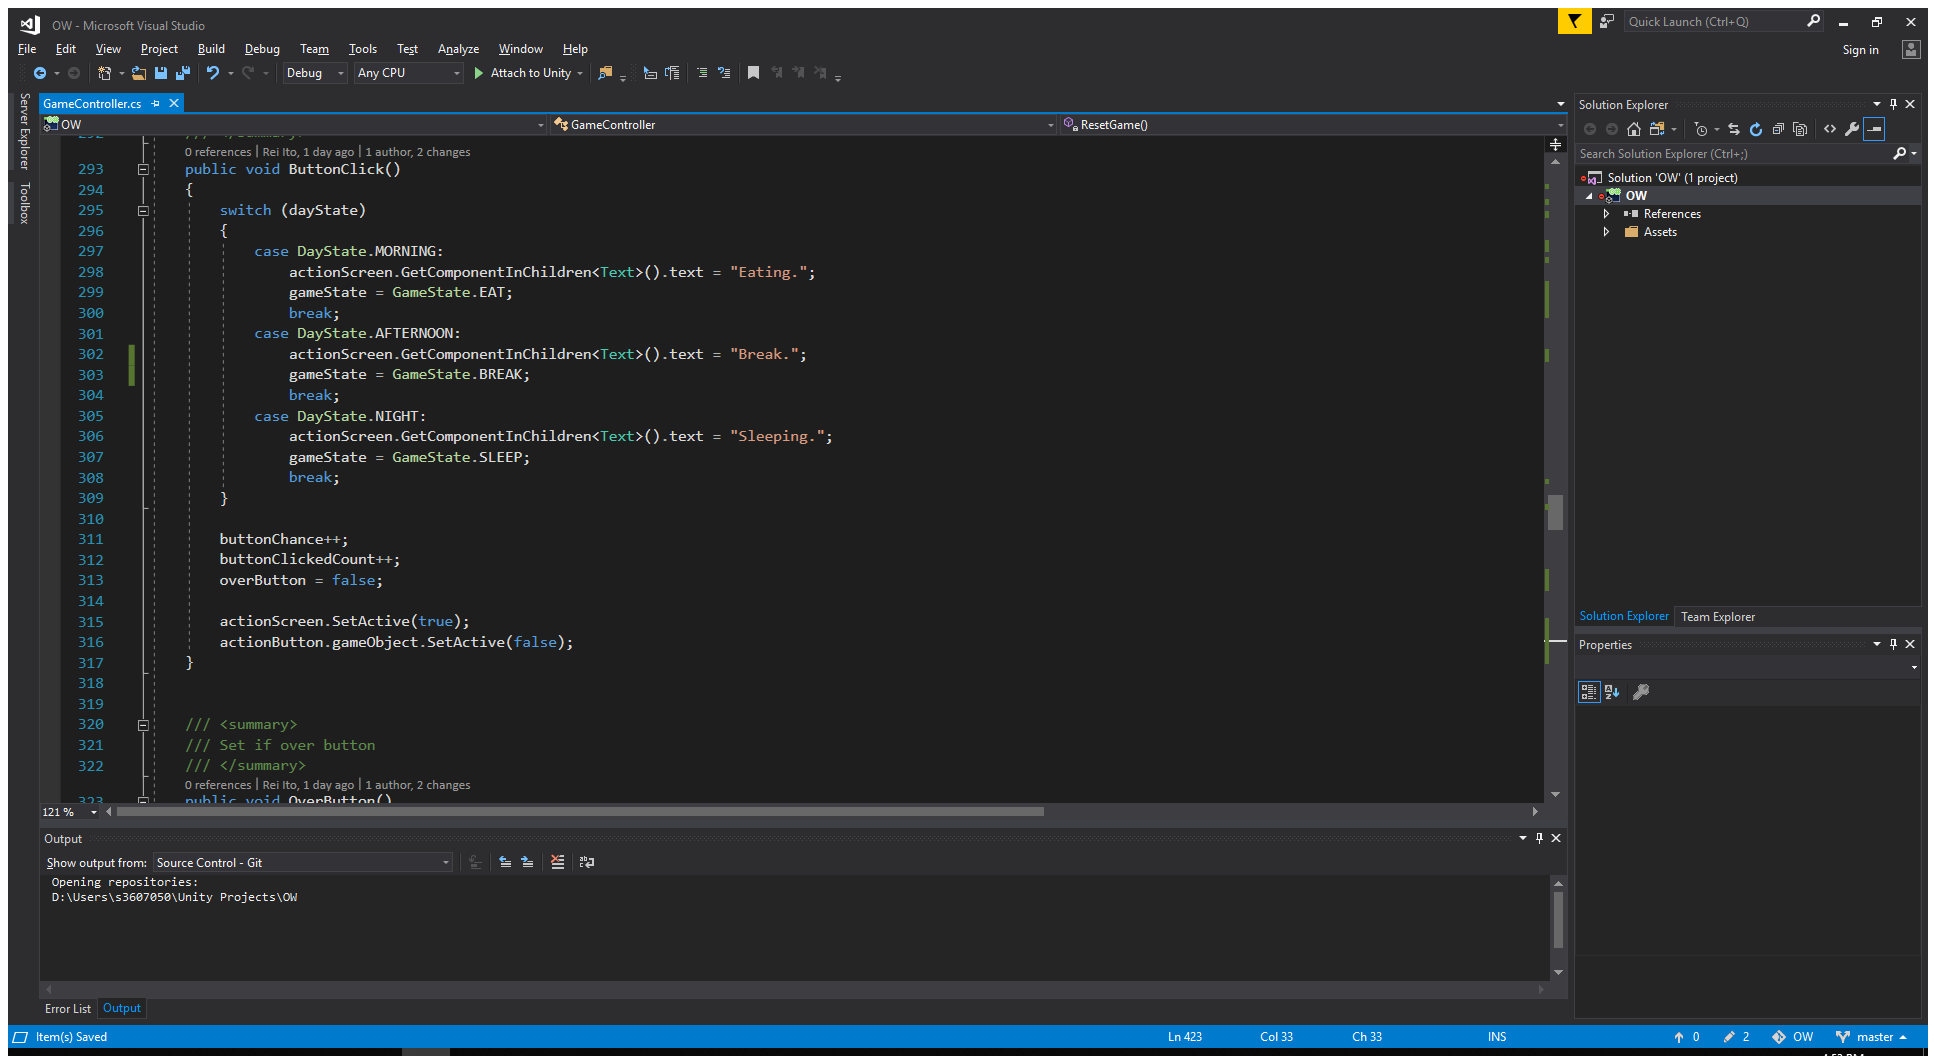 OW - Microsoft Visual Studio
Quick Launch (Ctrl+Q)
File Edit View Project Build Debug Team Tools Test Analyze Window Help
Sign in
Debug Any CPU Attach to Unity
Server Explorer
Toolbox
GameController.cs
OW GameController ResetGame()
0 references | Rei Ito, 1 day ago | 1 author, 2 changes
293 public void ButtonClick()
294 {
295 switch (dayState)
296 {
297 case DayState.MORNING:
298 actionScreen.GetComponentInChildren<Text>().text = "Eating.";
299 gameState = GameState.EAT;
300 break;
301 case DayState.AFTERNOON:
302 actionScreen.GetComponentInChildren<Text>().text = "Break.";
303 gameState = GameState.BREAK;
304 break;
305 case DayState.NIGHT:
306 actionScreen.GetComponentInChildren<Text>().text = "Sleeping.";
307 gameState = GameState.SLEEP;
308 break;
309 }
310
311 buttonChance++;
312 buttonClickedCount++;
313 overButton = false;
314
315 actionScreen.SetActive(true);
316 actionButton.gameObject.SetActive(false);
317 }
318
319
320 /// <summary>
321 /// Set if over button
322 /// </summary>
0 references | Rei Ito, 1 day ago | 1 author, 2 changes
323 public void OverButton()
121 %
Output
Show output from: Source Control - Git
Opening repositories:
D:\Users\s3607050\Unity Projects\OW
Error List Output
Solution Explorer
Search Solution Explorer (Ctrl+;)
Solution 'OW' (1 project)
OW
References
Assets
Solution Explorer Team Explorer
Properties
Item(s) Saved Ln 423 Col 33 Ch 33 INS 0 2 OW master